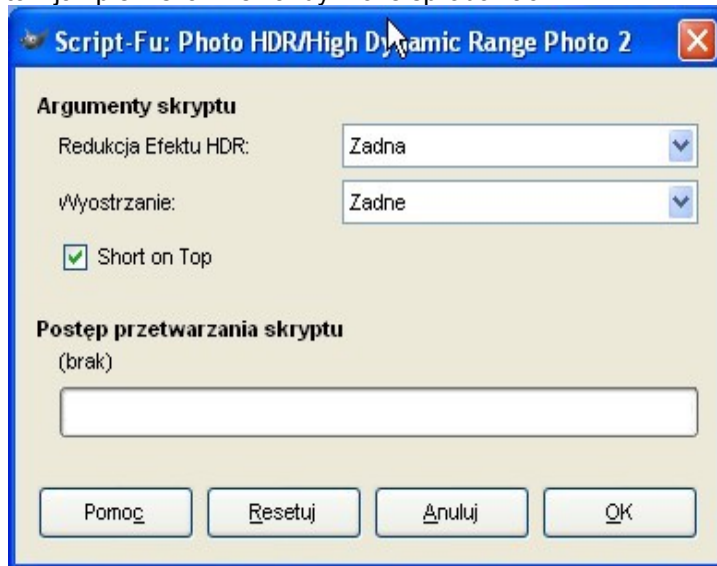 Script-Fu: Photo HDR/High Dynamic Range Photo 2
Argumenty skryptu
Redukcja Efektu HDR: Zadna
Wyostrzanie: Zadne
Short on Top
Postęp przetwarzania skryptu
(brak)
Pomoc Resetuj Anuluj OK